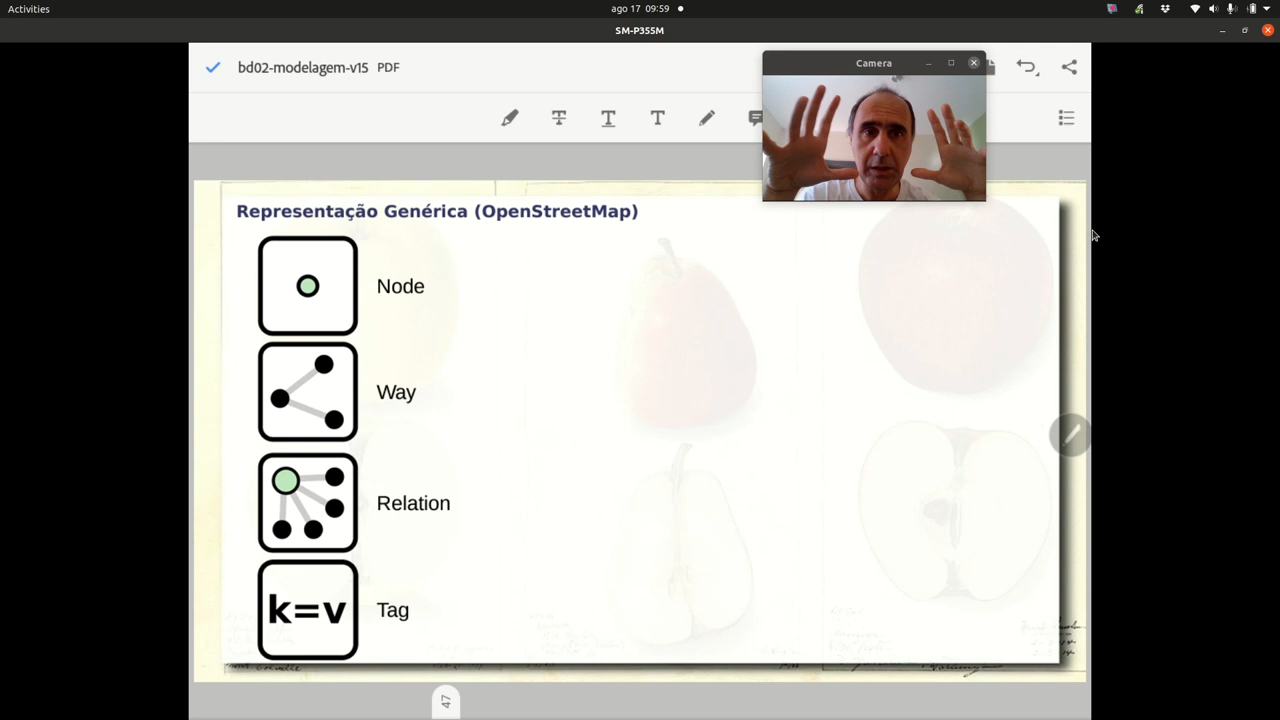 Activities
ago 17 09:59
SM-P355M
bd02-modelagem-v15 PDF
Camera
T
T
T
Representação Genérica (OpenStreetMap)
Node
Way
Relation
k=v
Tag
47